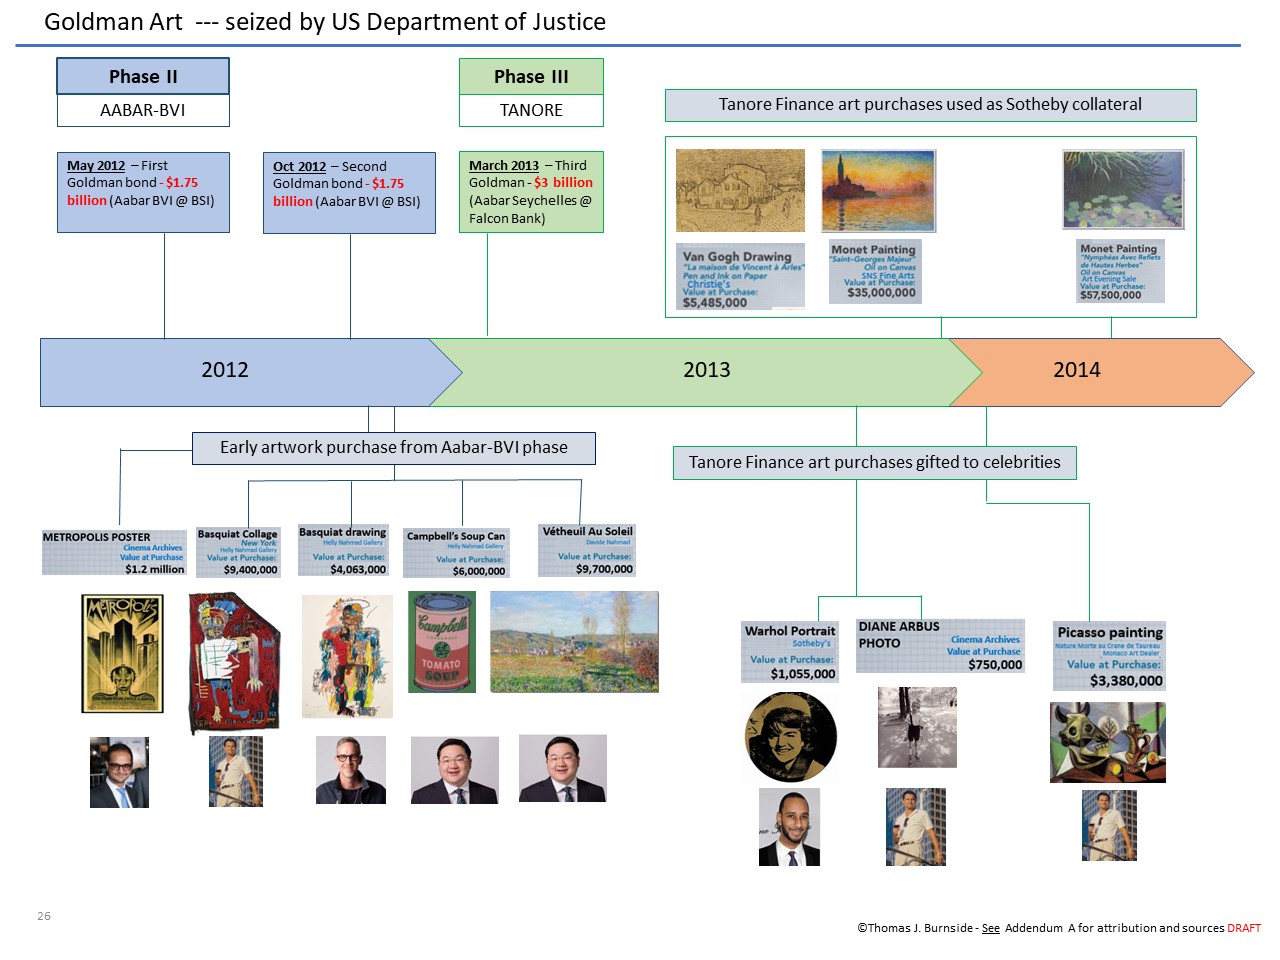 Goldman Art --- seized by US Department of Justice
Phase II
AABAR-BVI
Phase III
TANORE
Tanore Finance art purchases used as Sotheby collateral
May 2012 – First
Goldman bond - $1.75
billion (Aabar BVI @ BSI)
Oct 2012 – Second
Goldman bond - $1.75
billion (Aabar BVI @ BSI)
March 2013 – Third
Goldman - $3 billion
(Aabar Seychelles @
Falcon Bank)
Van Gogh Drawing
"La maison de Vincent à Arles"
Pen and Ink on Paper
Christie's
Value at Purchase:
$5,485,000
Monet Painting
"Saint-Georges Majeur"
Oil on Canvas
SNS Fine Arts
Value at Purchase:
$35,000,000
Monet Painting
"Nymphéas Avec Reflets
de Hautes Herbes"
Oil on Canvas
Art Evening Sale
Value at Purchase:
$57,500,000
2012
2013
2014
Early artwork purchase from Aabar-BVI phase
Tanore Finance art purchases gifted to celebrities
METROPOLIS POSTER
Cinema Archives
Value at Purchase
$1.2 million
Basquiat Collage
New York
Helly Nahmad Gallery
Value at Purchase:
$9,400,000
Basquiat drawing
Helly Nahmad Gallery
Value at Purchase:
$4,063,000
Campbell's Soup Can
Helly Nahmad Gallery
Value at Purchase:
$6,000,000
Vétheuil Au Soleil
Davide Nahmad
Value at Purchase:
$9,700,000
METROPOLIS
Campbell's
CONDENSED
TOMATO
SOUP
Warhol Portrait
Sotheby's
Value at Purchase:
$1,055,000
DIANE ARBUS
PHOTO
Cinema Archives
Value at Purchase
$750,000
Picasso painting
Nature Morte au Crane de Taureau
Monaco Art Dealer
Value at Purchase:
$3,380,000
26
©Thomas J. Burnside - See Addendum A for attribution and sources DRAFT